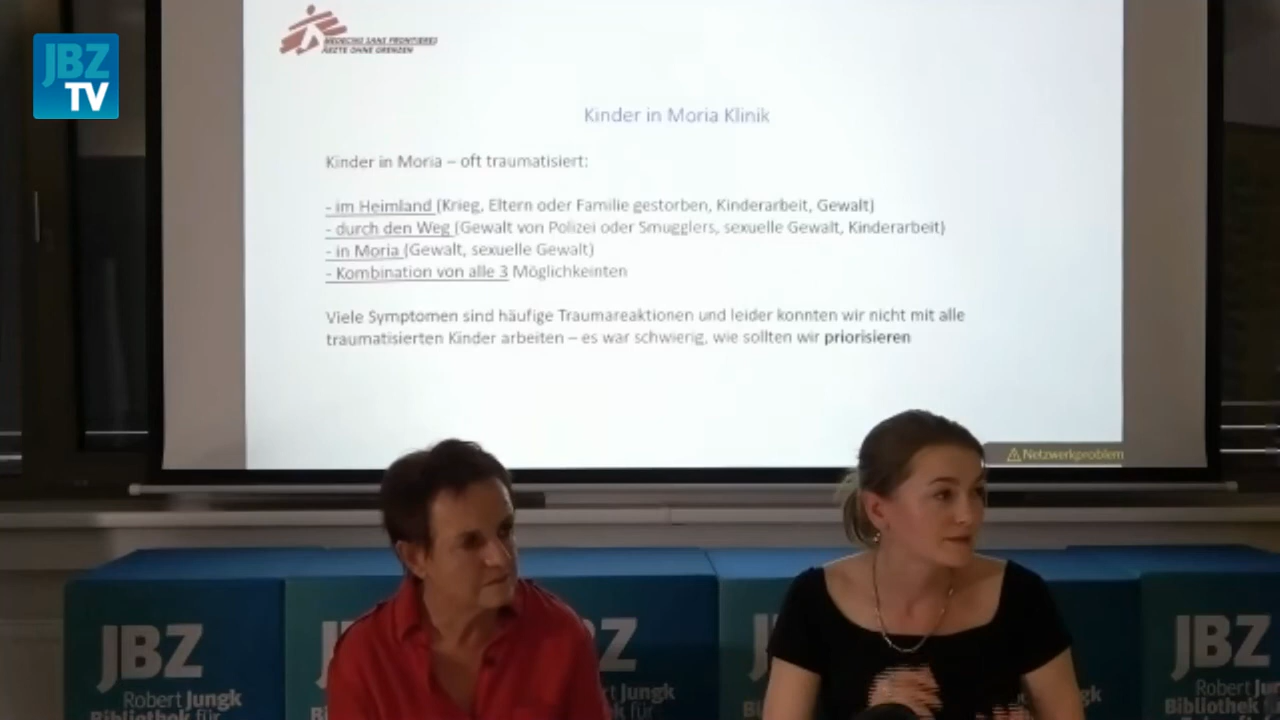 JBZ
TV
MEDECINS SANS FRONTIERES
ÄRZTE OHNE GRENZEN
Kinder in Moria Klinik
Kinder in Moria – oft traumatisiert:
- im Heimland (Krieg, Eltern oder Familie gestorben, Kinderarbeit, Gewalt)
- durch den Weg (Gewalt von Polizei oder Smugglers, sexuelle Gewalt, Kinderarbeit)
- in Moria (Gewalt, sexuelle Gewalt)
- Kombination von alle 3 Möglichkeinten
Viele Symptomen sind häufige Traumareaktionen und leider konnten wir nicht mit alle
traumatisierten Kinder arbeiten – es war schwierig, wie sollten wir priorisieren
Netzwerkproblem
JBZ
Robert Jungk
Bibliothek für
BZ
Jungk
für
JBZ
Robert Jun
Bibliothek